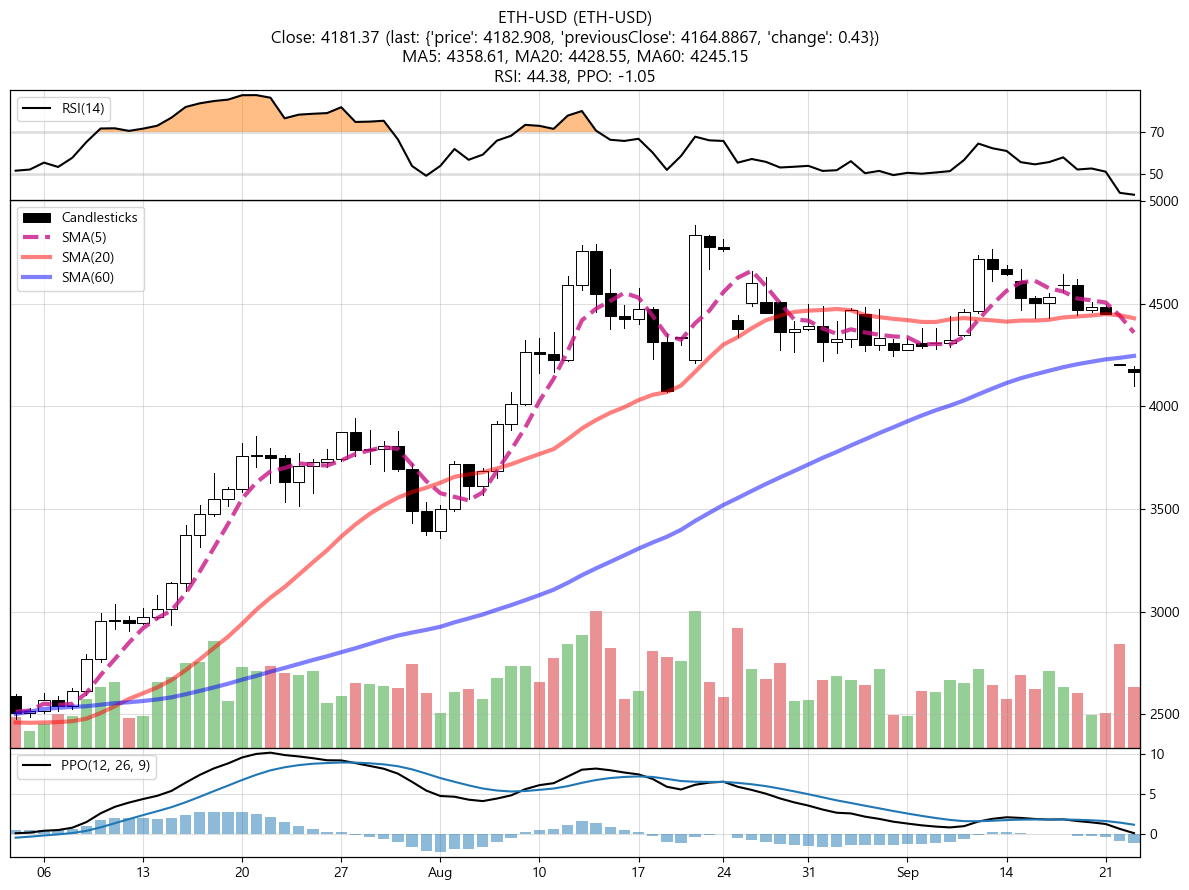 ETH-USD (ETH-USD)
Close: 4181.37 (last: {'price': 4182.908, 'previousClose': 4164.8867, 'change': 0.43})
MA5: 4358.61, MA20: 4428.55, MA60: 4245.15
RSI: 44.38, PPO: -1.05
RSI(14)
70
50
5000
Candlesticks
SMA(5)
SMA(20)
SMA(60)
4500
4000
3500
3000
2500
PPO(12, 26, 9)
10
5
0
06 13 20 27 Aug 10 17 24 31 Sep 14 21